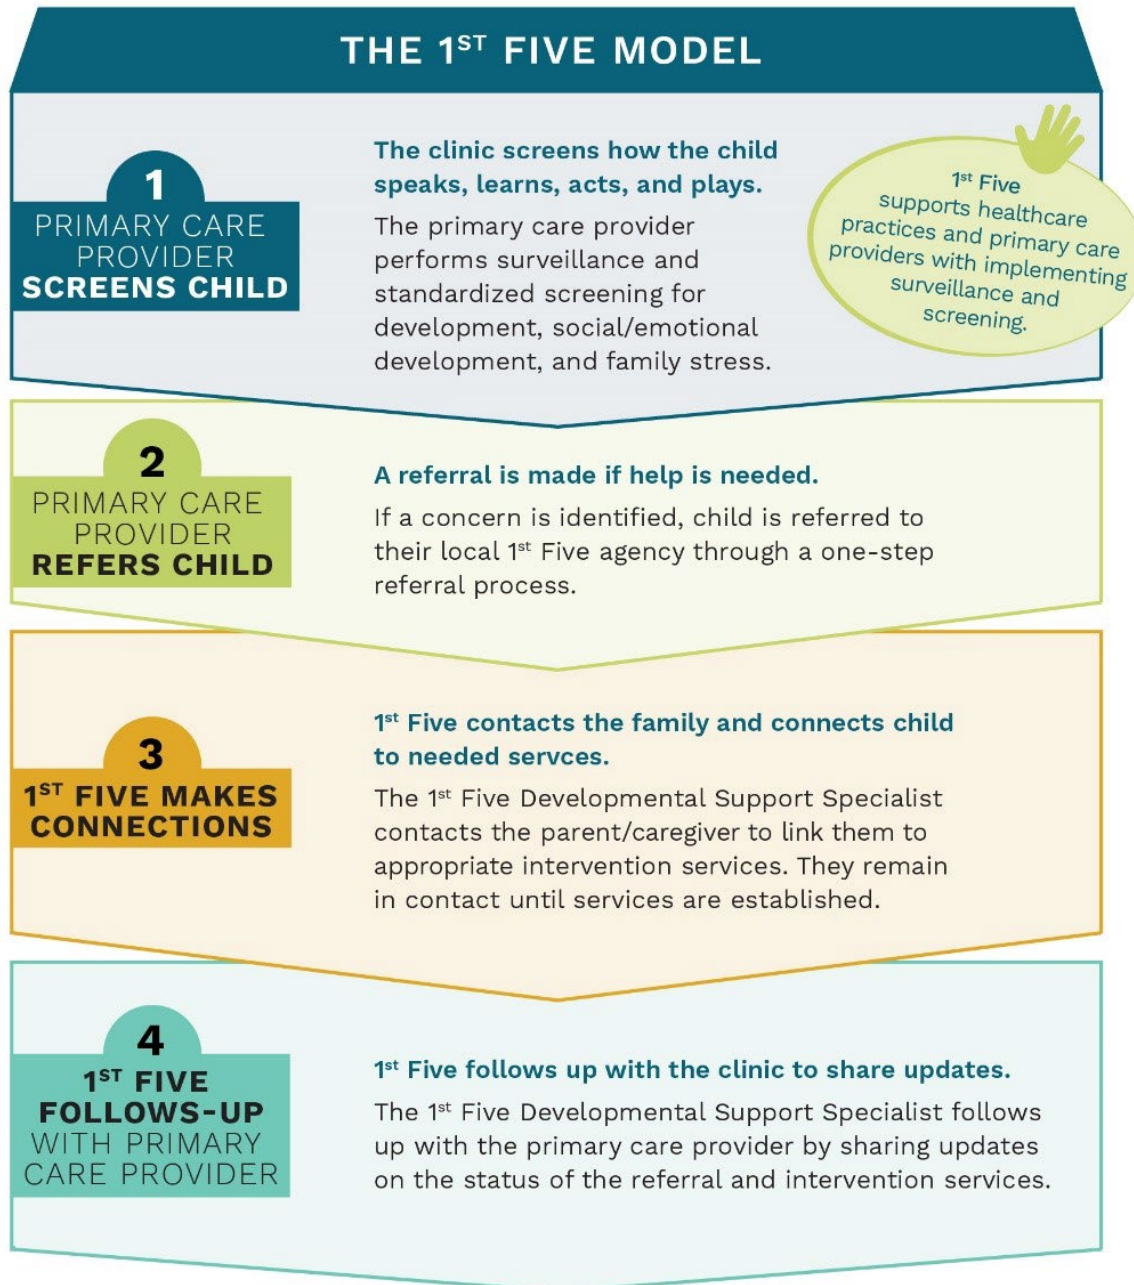 THE 1ST FIVE MODEL
1
PRIMARY CARE
PROVIDER
SCREENS CHILD
The clinic screens how the child
speaks, learns, acts, and plays.
The primary care provider
performs surveillance and
standardized screening for
development, social/emotional
development, and family stress.
1st Five
supports healthcare
practices and primary care
providers with implementing
surveillance and
screening.
2
PRIMARY CARE
PROVIDER
REFERS CHILD
A referral is made if help is needed.
If a concern is identified, child is referred to
their local 1st Five agency through a one-step
referral process.
3
1ST FIVE MAKES
CONNECTIONS
1st Five contacts the family and connects child
to needed servces.
The 1st Five Developmental Support Specialist
contacts the parent/caregiver to link them to
appropriate intervention services. They remain
in contact until services are established.
4
1ST FIVE
FOLLOWS-UP
WITH PRIMARY
CARE PROVIDER
1st Five follows up with the clinic to share updates.
The 1st Five Developmental Support Specialist follows
up with the primary care provider by sharing updates
on the status of the referral and intervention services.